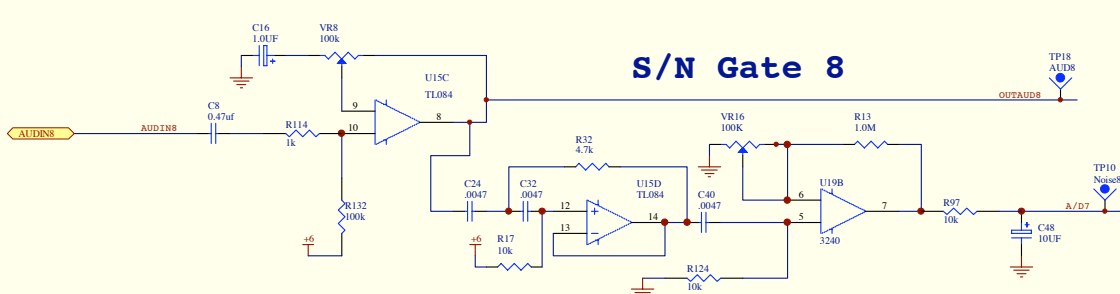 S/N Gate 8
C16
1.0UF
+
VR8
100k
U15C
TL084
TP18
AUD8
OUTAUD8
C8
0.47uf
AUDIN8
AUDIN8
R114
1k
9
10
8
R132
100k
+6
C24
.0047
C32
.0047
R32
4.7k
U15D
TL084
12
13
14
+
−
+6
R17
10k
C40
.0047
R124
10k
VR16
100K
R13
1.0M
U19B
3240
6
5
7
R97
10k
A/D7
TP10
Noise8
+
C48
10UF